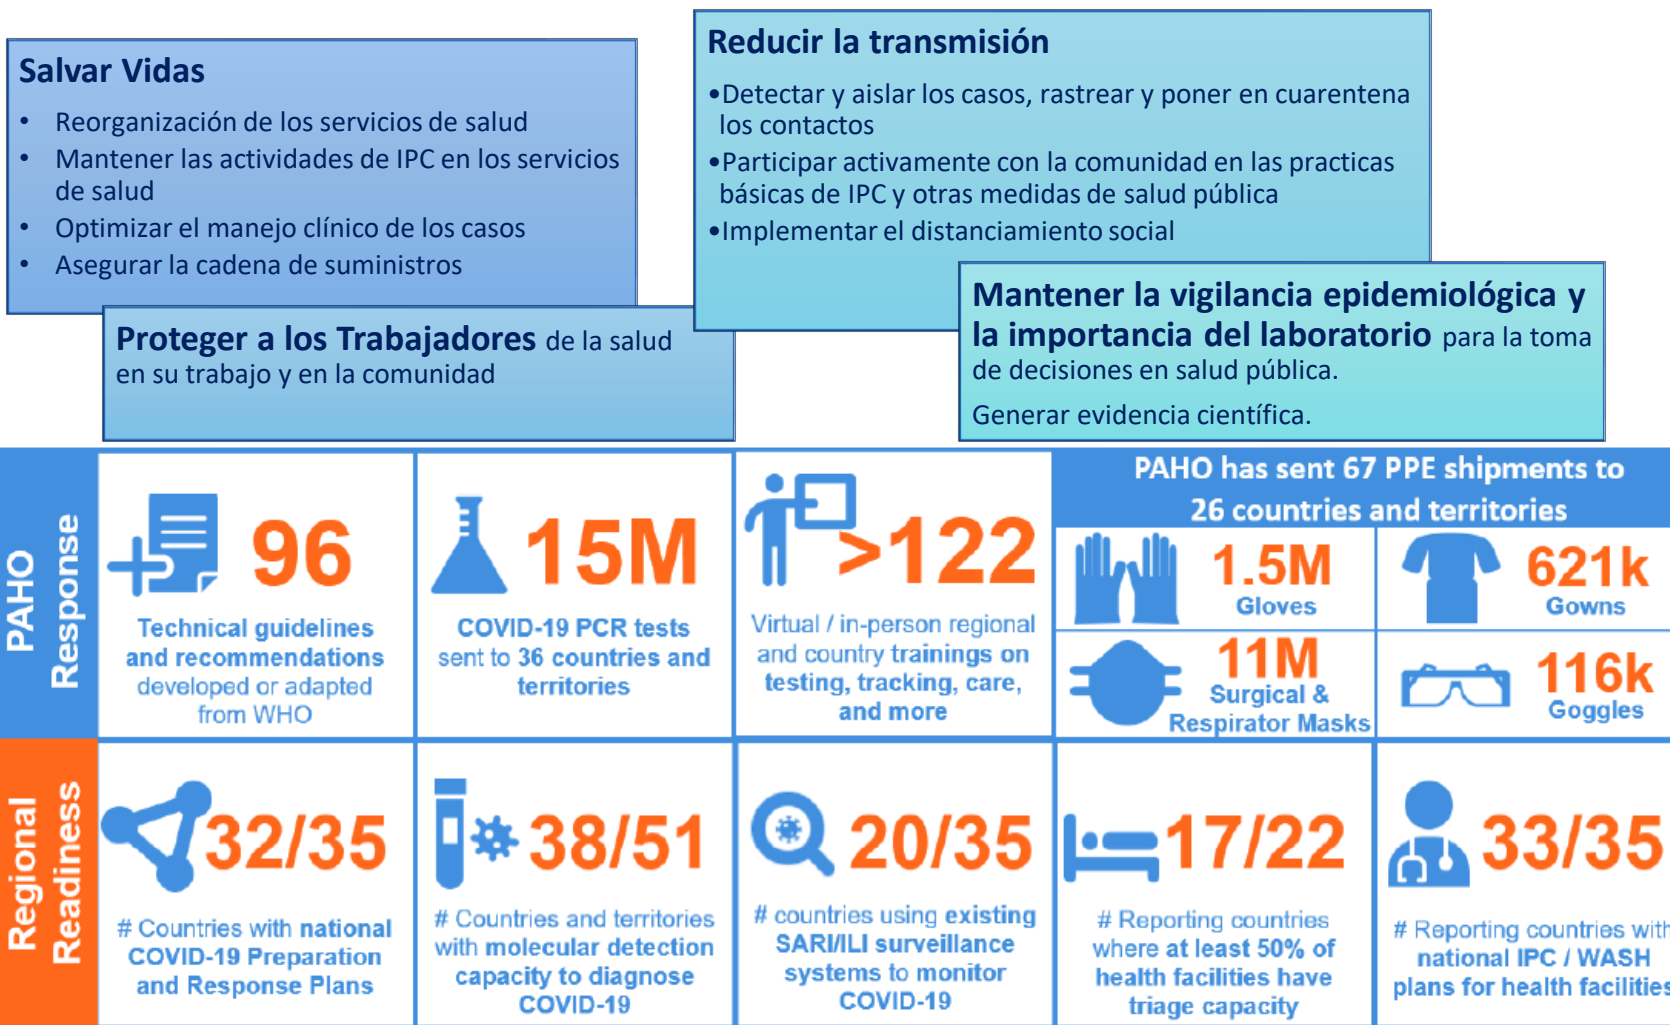 Salvar Vidas
• Reorganización de los servicios de salud
• Mantener las actividades de IPC en los servicios
de salud
• Optimizar el manejo clínico de los casos
• Asegurar la cadena de suministros
Proteger a los Trabajadores de la salud
en su trabajo y en la comunidad
Reducir la transmisión
•Detectar y aislar los casos, rastrear y poner en cuarentena
los contactos
•Participar activamente con la comunidad en las practicas
básicas de IPC y otras medidas de salud pública
•Implementar el distanciamiento social
Mantener la vigilancia epidemiológica y
la importancia del laboratorio para la toma
de decisiones en salud pública.
Generar evidencia científica.
PAHO
Response
96
Technical guidelines
and recommendations
developed or adapted
from WHO
15M
COVID-19 PCR tests
sent to 36 countries and
territories
>122
Virtual / in-person regional
and country trainings on
testing, tracking, care,
and more
PAHO has sent 67 PPE shipments to
26 countries and territories
1.5M
Gloves
621k
Gowns
11M
Surgical &
Respirator Masks
116k
Goggles
Regional
Readiness
32/35
# Countries with national
COVID-19 Preparation
and Response Plans
38/51
# Countries and territories
with molecular detection
capacity to diagnose
COVID-19
20/35
# countries using existing
SARI/ILI surveillance
systems to monitor
COVID-19
17/22
# Reporting countries
where at least 50% of
health facilities have
triage capacity
33/35
# Reporting countries with
national IPC / WASH
plans for health facilities